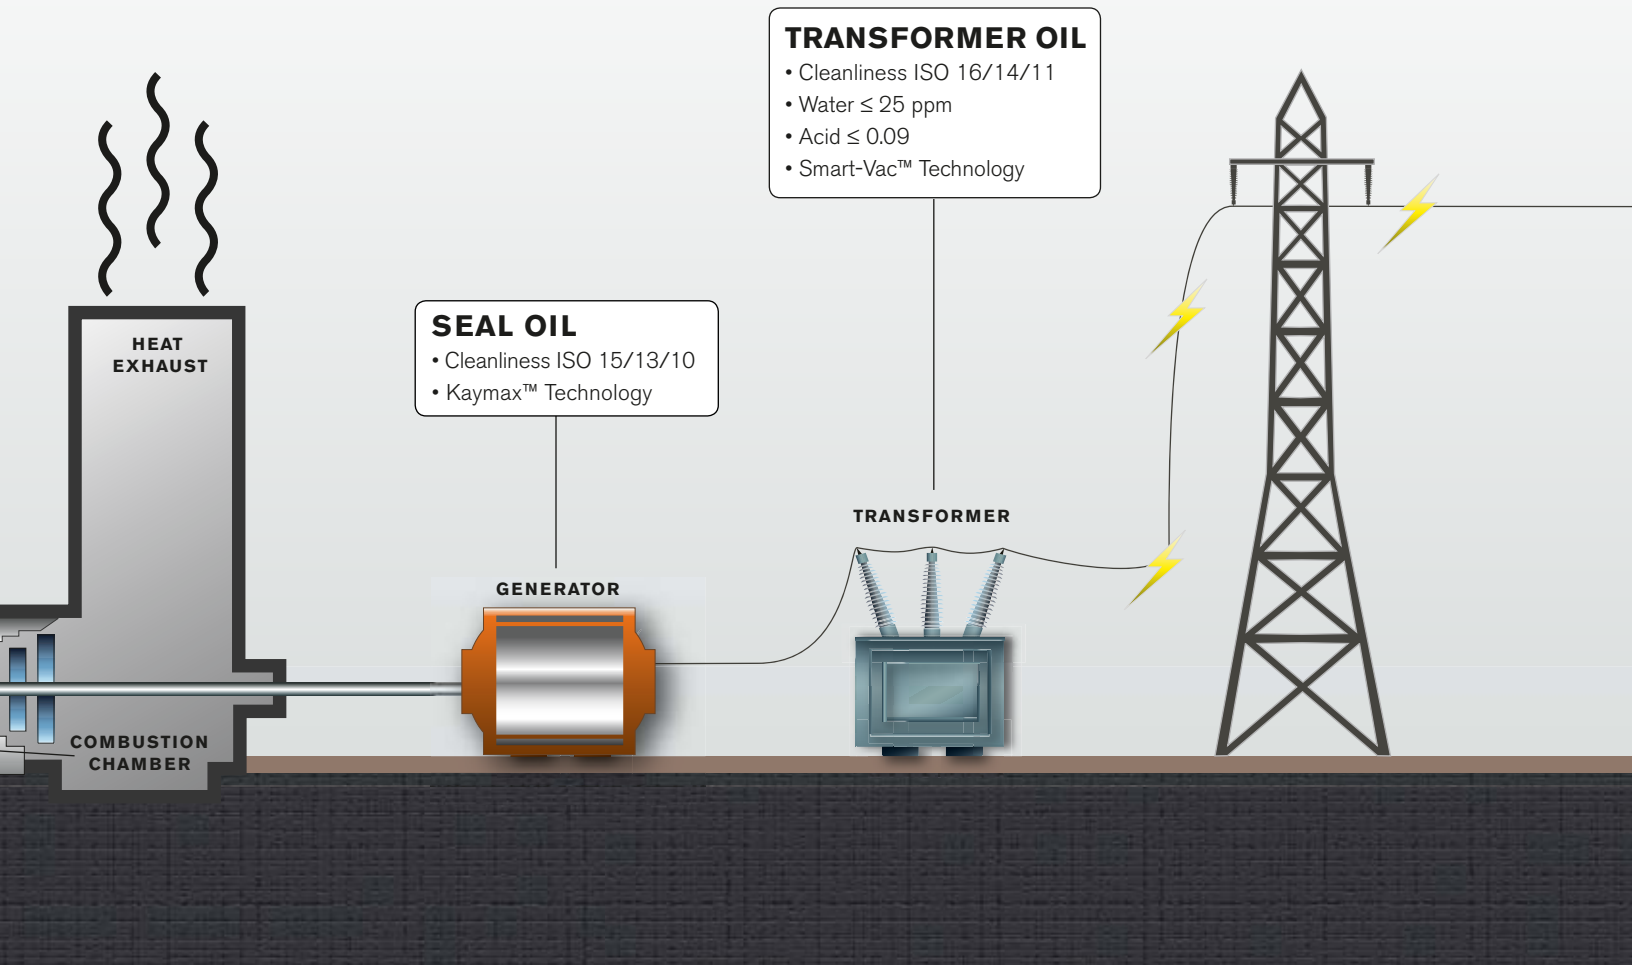 TRANSFORMER OIL
• Cleanliness ISO 16/14/11
• Water ≤ 25 ppm
• Acid ≤ 0.09
• Smart-Vac™ Technology
SEAL OIL
• Cleanliness ISO 15/13/10
• Kaymax™ Technology
HEAT
EXHAUST
TRANSFORMER
GENERATOR
COMBUSTION
CHAMBER